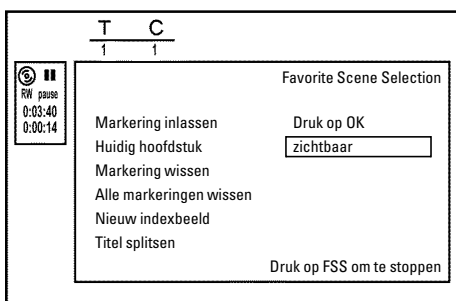 T C
1 1
RW pause
0:03:40
0:00:14
Favorite Scene Selection
Markering inlassen Druk op OK
Huidig hoofdstuk zichtbaar
Markering wissen
Alle markeringen wissen
Nieuw indexbeeld
Titel splitsen
Druk op FSS om te stoppen